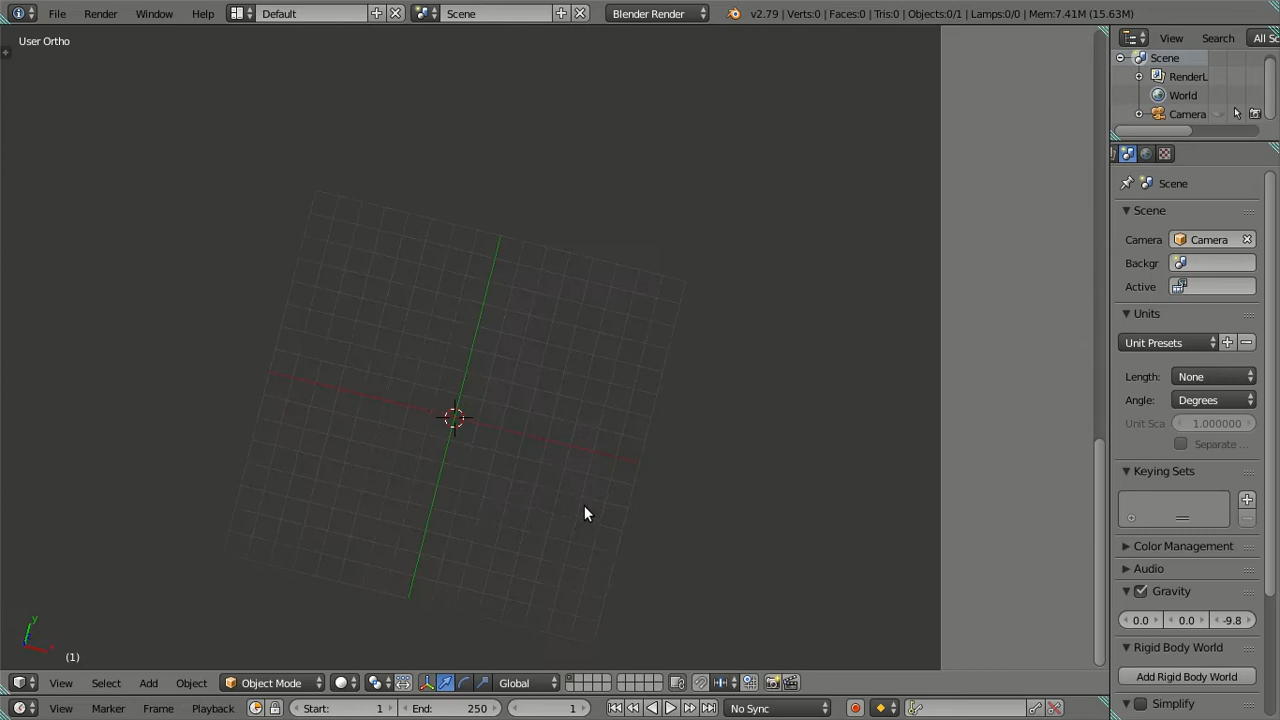 File Render Window Help Default Scene Blender Render v2.79 | Verts:0 | Faces:0 | Tris:0 | Objects:0/1 | Lamps:0/0 | Mem:7.41M (15.63M)
User Ortho
View Search All Sc
Scene
RenderL
World
Camera
Scene
Scene
Camera Camera
Backgr
Active
Units
Unit Presets
Length: None
Angle: Degrees
Unit Sca 1.000000
Separate ...
Keying Sets
Color Management
Audio
Gravity
0.0 0.0 -9.8
Rigid Body World
Add Rigid Body World
Simplify
y
x
(1)
View Select Add Object Object Mode Global
View Marker Frame Playback Start: 1 End: 250 1 No Sync